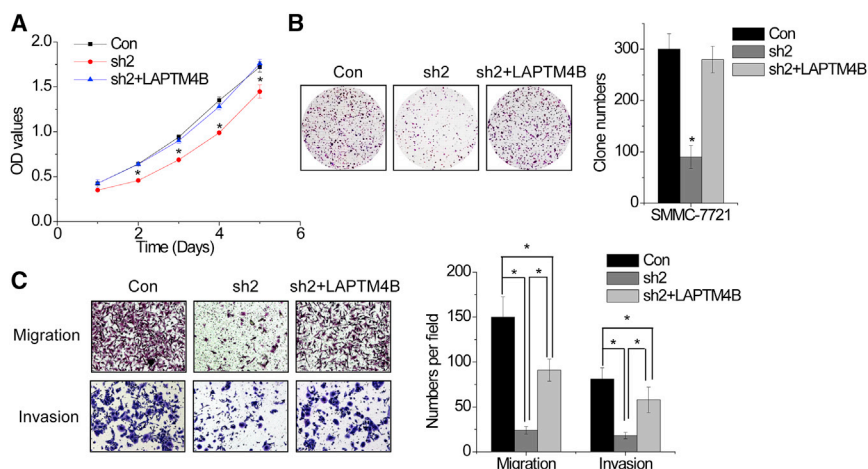 A
Con
sh2
sh2+LAPTM4B
OD values
2.0
1.5
1.0
0.5
0.0
*
*
*
*
0
2
4
6
Time (Days)
B
Con
sh2
sh2+LAPTM4B
Con
sh2
sh2+LAPTM4B
Clone numbers
300
200
100
0
*
SMMC-7721
C
Con
sh2
sh2+LAPTM4B
Migration
Invasion
Con
sh2
sh2+LAPTM4B
Numbers per field
200
150
100
50
0
*
* *
*
* *
Migration
Invasion